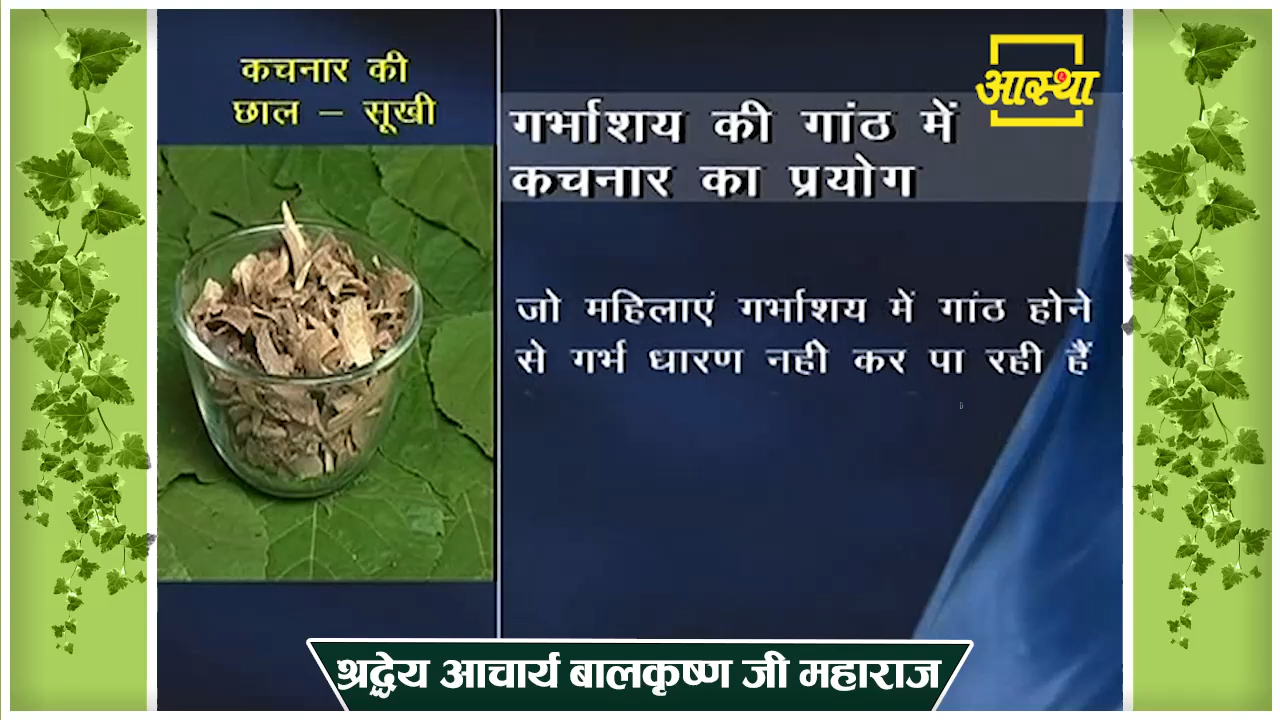 कचनार की
छाल – सूखी
आस्था
गर्भाशय की गांठ में
कचनार का प्रयोग
जो महिलाएं गर्भाशय में गांठ होने
से गर्भ धारण नही कर पा रही हैं
श्रद्धेय आचार्य बालकृष्ण जी महाराज